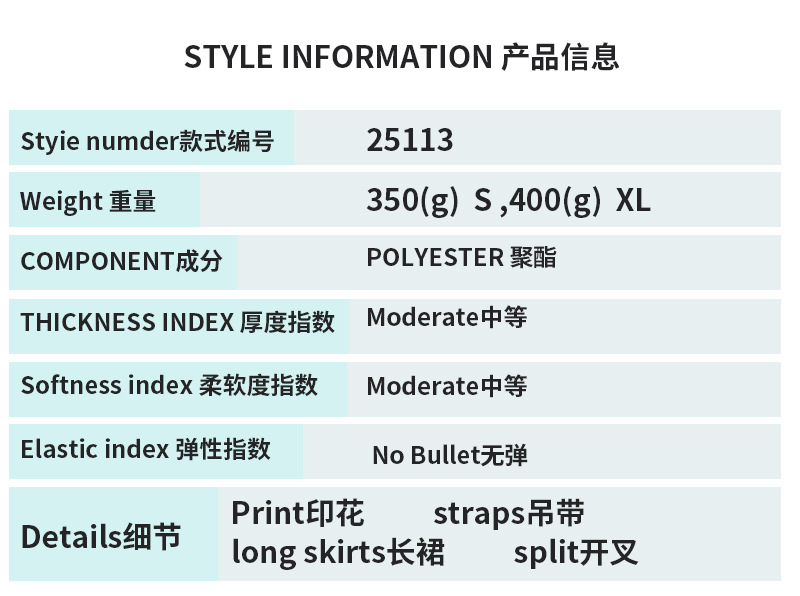 STYLE INFORMATION 产品信息
Styie numder款式编号 25113
Weight 重量 350(g) S ,400(g) XL
COMPONENT成分 POLYESTER 聚酯
THICKNESS INDEX 厚度指数 Moderate中等
Softness index 柔软度指数 Moderate中等
Elastic index 弹性指数 No Bullet无弹
Details细节
Print印花 straps吊带
long skirts长裙 split开叉